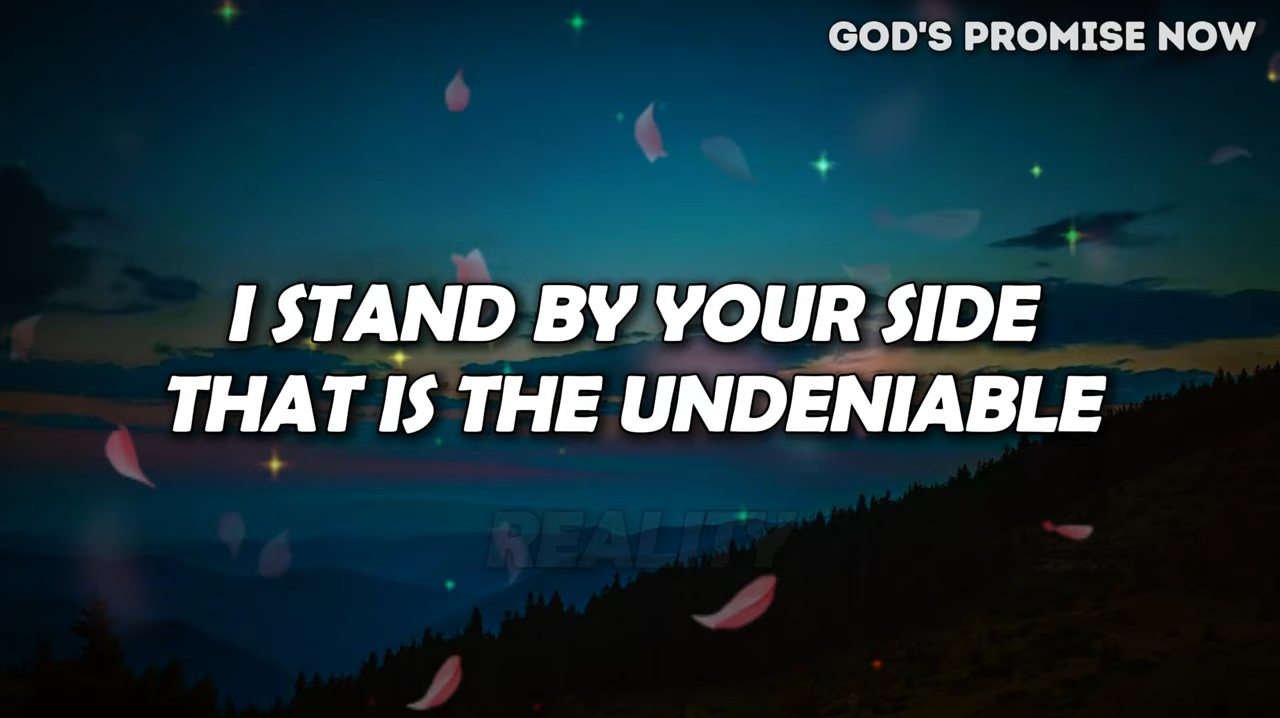 GOD'S PROMISE NOW
I STAND BY YOUR SIDE
THAT IS THE UNDENIABLE
REALITY